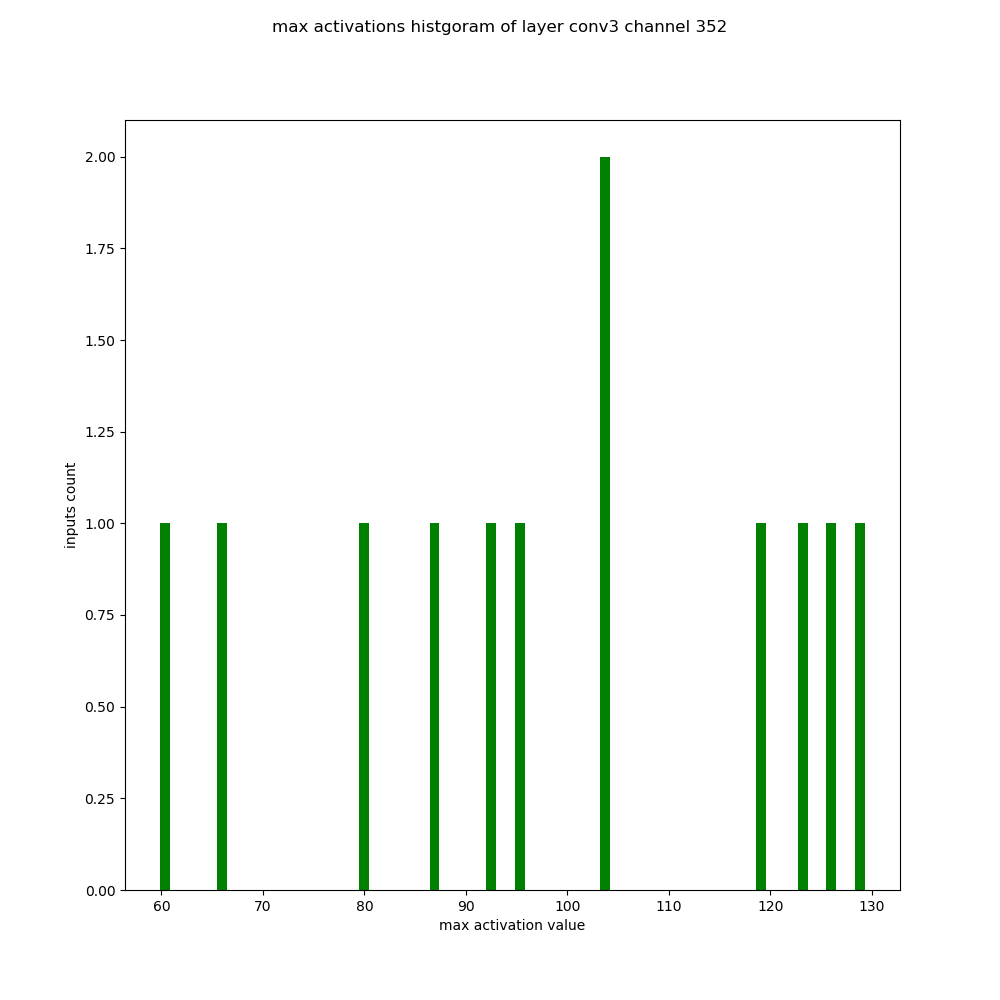 max activations histgoram of layer conv3 channel 352
2.00
1.75
1.50
1.25
1.00
0.75
0.50
0.25
0.00
inputs count
60 70 80 90 100 110 120 130
max activation value